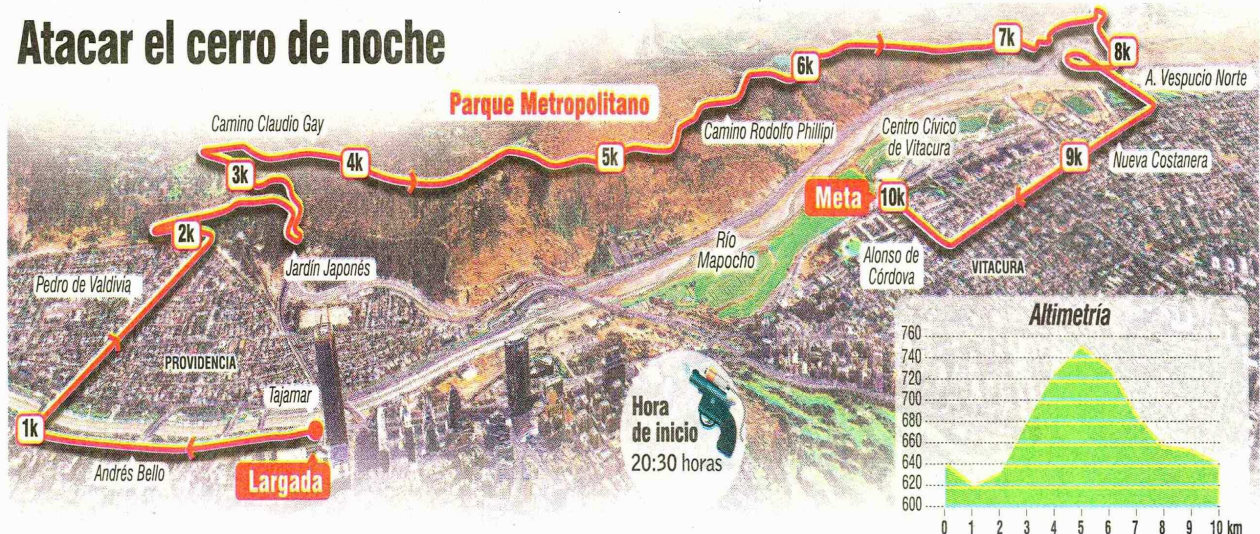 Atacar el cerro de noche
Parque Metropolitano
Camino Claudio Gay
Camino Rodolfo Phillipi
Centro Cívico
de Vitacura
A. Vespucio Norte
Nueva Costanera
1k
2k
3k
4k
5k
6k
7k
8k
9k
10k
Meta
Alonso de
Córdova
VITACURA
Río
Mapocho
Jardín Japonés
Pedro de Valdivia
PROVIDENCIA
Tajamar
Andrés Bello
Largada
Hora
de inicio
20:30 horas
Altimetría
760
740
720
700
680
660
640
620
600
0 1 2 3 4 5 6 7 8 9 10 km